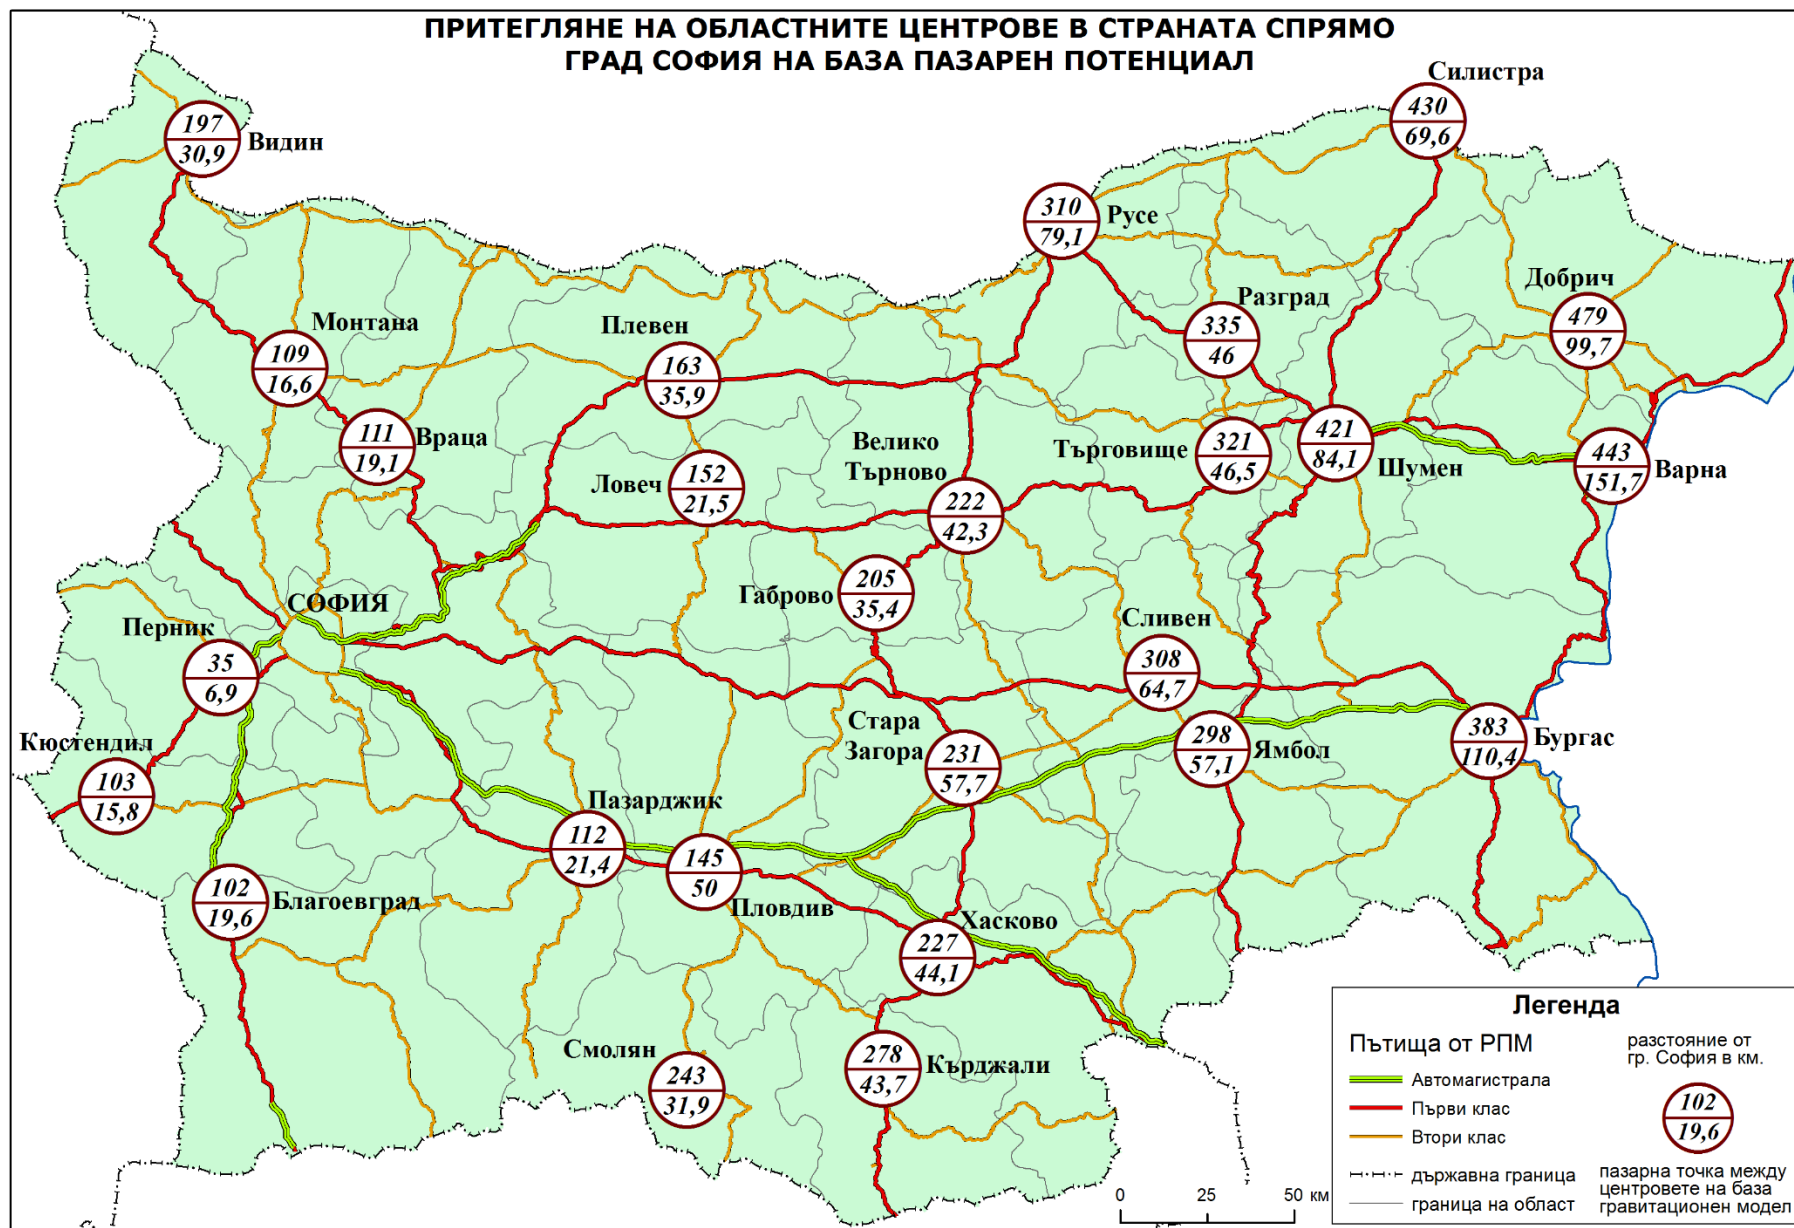 ПРИТЕГЛЯНЕ НА ОБЛАСТНИТЕ ЦЕНТРОВЕ В СТРАНАТА СПРЯМО
ГРАД СОФИЯ НА БАЗА ПАЗАРЕН ПОТЕНЦИАЛ
Силистра
430
69,6
197
30,9
Видин
310
79,1
Русе
Добрич
479
99,7
Разград
335
46
Монтана
109
16,6
Плевен
163
35,9
111
19,1
Враца
Велико
Търново
222
42,3
Търговище
321
46,5
421
84,1
Шумен
443
151,7
Варна
Ловеч
152
21,5
Габрово
205
35,4
СОФИЯ
Перник
35
6,9
Сливен
308
64,7
Стара
Загора
231
57,7
298
57,1
Ямбол
383
110,4
Бургас
Кюстендил
103
15,8
Пазарджик
112
21,4
145
50
Пловдив
102
19,6
Благоевград
Хасково
227
44,1
Смолян
243
31,9
278
43,7
Кърджали
0 25 50 км
Легенда
Пътища от РПМ
Автомагистрала
Първи клас
Втори клас
държавна граница
граница на област
разстояние от
гр. София в км.
102
19,6
пазарна точка между
центровете на база
гравитационен модел